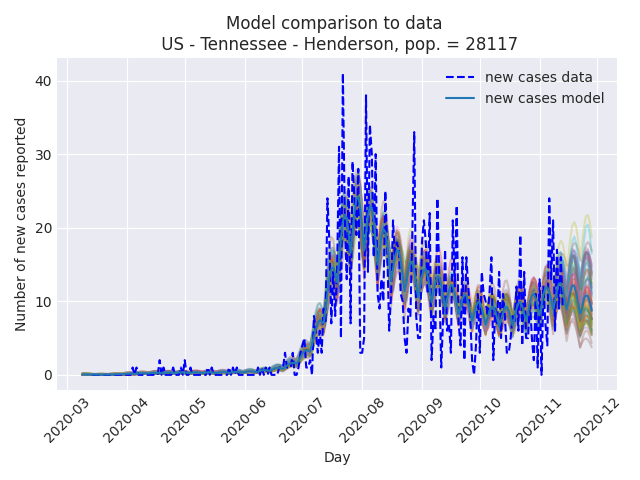 Model comparison to data
US - Tennessee - Henderson, pop. = 28117
new cases data
new cases model
Number of new cases reported
40
30
20
10
0
2020-03
2020-04
2020-05
2020-06
2020-07
2020-08
2020-09
2020-10
2020-11
2020-12
Day